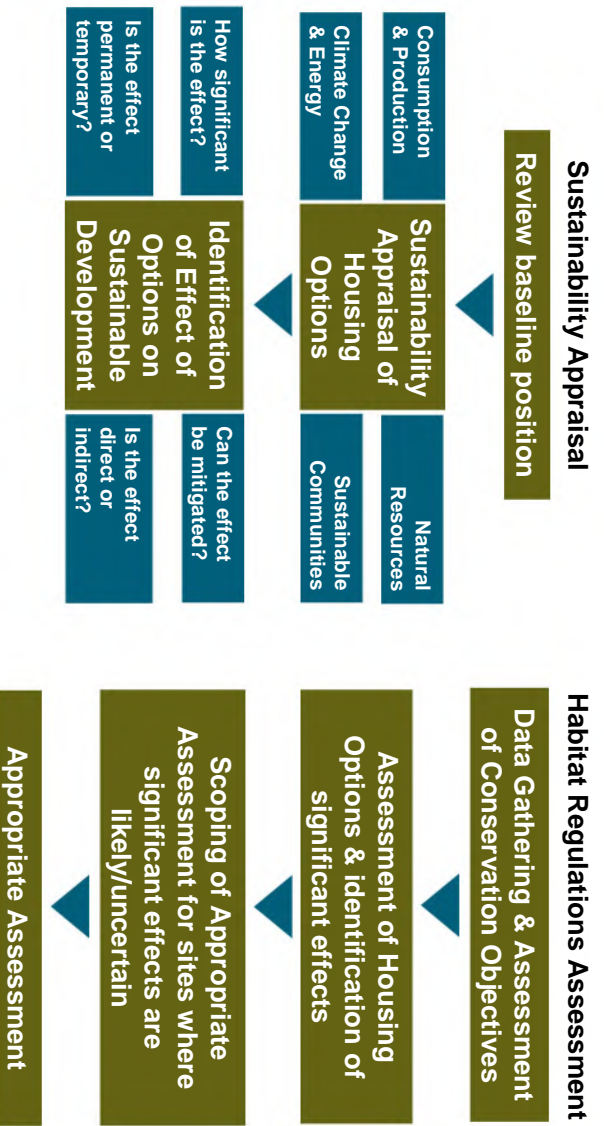 Sustainability Appraisal
Review baseline position
Consumption
& Production
Climate Change
& Energy
Sustainability
Appraisal of
Housing
Options
Natural
Resources
Sustainable
Communities
How significant
is the effect?
Is the effect
permanent or
temporary?
Identification
of Effect of
Options on
Sustainable
Development
Can the effect
be mitigated?
Is the effect
direct or
indirect?
Habitat Regulations Assessment
Data Gathering & Assessment
of Conservation Objectives
Assessment of Housing
Options & identification of
significant effects
Scoping of Appropriate
Assessment for sites where
significant effects are
likely/uncertain
Appropriate Assessment